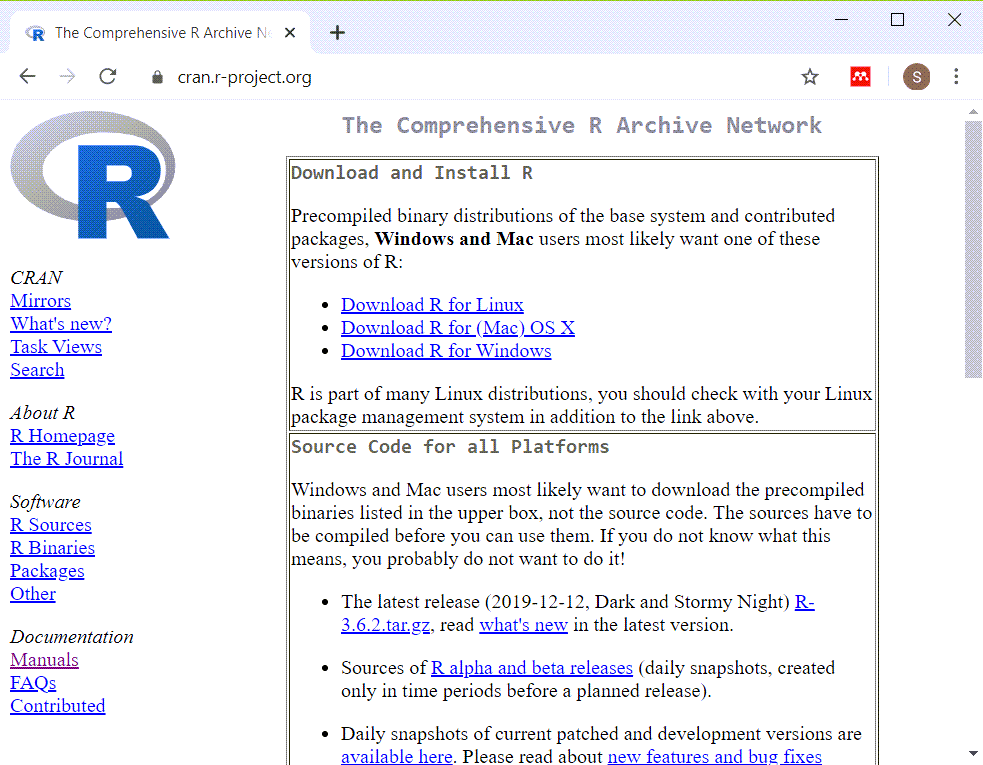 The Comprehensive R Archive Ne
cran.r-project.org
S
R
CRAN
Mirrors
What's new?
Task Views
Search
About R
R Homepage
The R Journal
Software
R Sources
R Binaries
Packages
Other
Documentation
Manuals
FAQs
Contributed
The Comprehensive R Archive Network
Download and Install R
Precompiled binary distributions of the base system and contributed
packages, Windows and Mac users most likely want one of these
versions of R:
Download R for Linux
Download R for (Mac) OS X
Download R for Windows
R is part of many Linux distributions, you should check with your Linux
package management system in addition to the link above.
Source Code for all Platforms
Windows and Mac users most likely want to download the precompiled
binaries listed in the upper box, not the source code. The sources have to
be compiled before you can use them. If you do not know what this
means, you probably do not want to do it!
The latest release (2019-12-12, Dark and Stormy Night) R-
3.6.2.tar.gz, read what's new in the latest version.
Sources of R alpha and beta releases (daily snapshots, created
only in time periods before a planned release).
Daily snapshots of current patched and development versions are
available here. Please read about new features and bug fixes